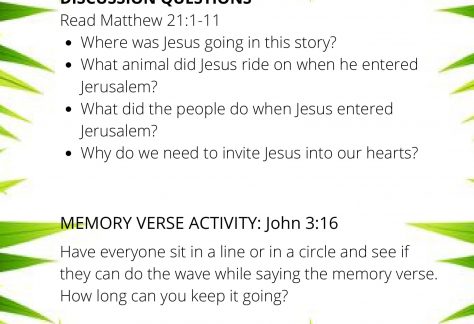 DISCUSSION QUESTIONS
Read Matthew 21:1-11
• Where was Jesus going in this story?
• What animal did Jesus ride on when he entered
Jerusalem?
• What did the people do when Jesus entered
Jerusalem?
• Why do we need to invite Jesus into our hearts?
MEMORY VERSE ACTIVITY: John 3:16
Have everyone sit in a line or in a circle and see if
they can do the wave while saying the memory verse.
How long can you keep it going?